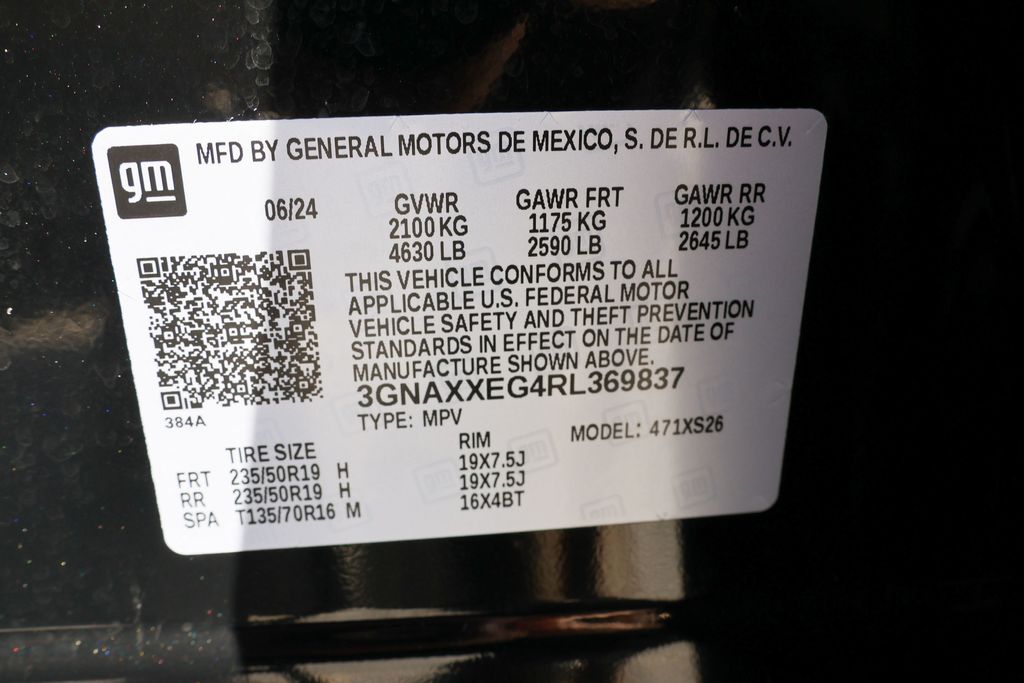 gm MFD BY GENERAL MOTORS DE MEXICO, S. DE R.L. DE C.V.
06/24 GVWR GAWR FRT GAWR RR
2100 KG 1175 KG 1200 KG
4630 LB 2590 LB 2645 LB
THIS VEHICLE CONFORMS TO ALL
APPLICABLE U.S. FEDERAL MOTOR
VEHICLE SAFETY AND THEFT PREVENTION
STANDARDS IN EFFECT ON THE DATE OF
MANUFACTURE SHOWN ABOVE.
3GNAXXEG4RL369837
384A TYPE: MPV MODEL: 471XS26
TIRE SIZE RIM
FRT 235/50R19 H 19X7.5J
RR 235/50R19 H 19X7.5J
SPA T135/70R16 M 16X4BT